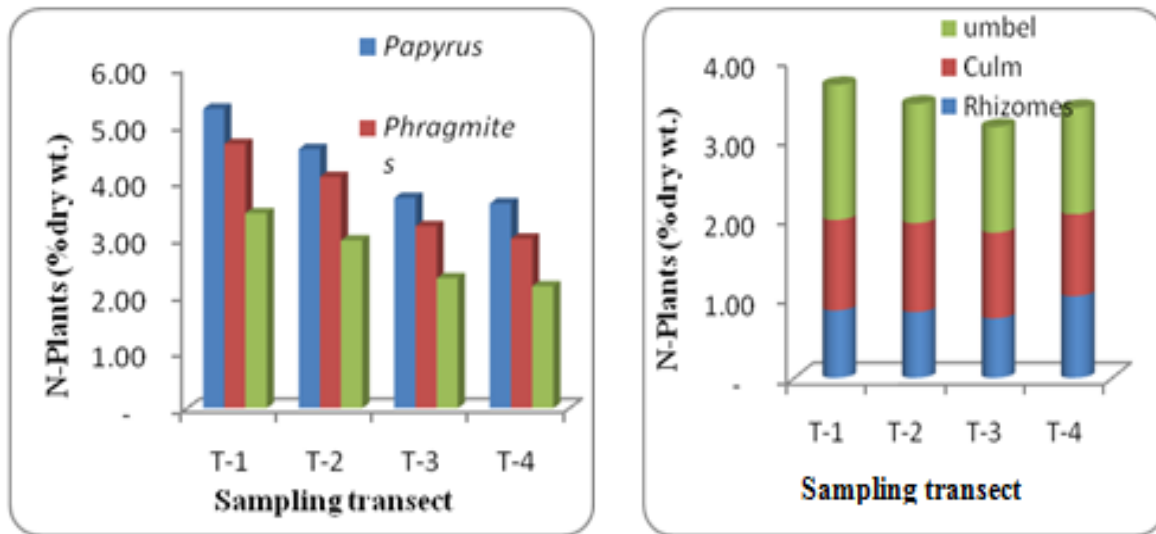 Papyrus
Phragmite
s
6.00
5.00
4.00
3.00
2.00
1.00
-
N-Plants (%dry wt.)
T-1 T-2 T-3 T-4
Sampling transect
umbel
Culm
Rhizomes
4.00
3.00
2.00
1.00
-
N-Plants (%dry wt.)
T-1 T-2 T-3 T-4
Sampling transect